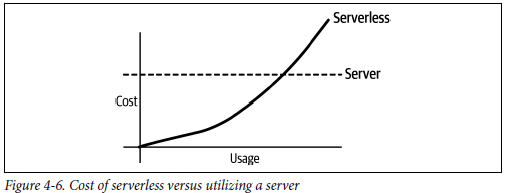 Serverless
Server
Cost
Usage
Figure 4-6. Cost of serverless versus utilizing a server